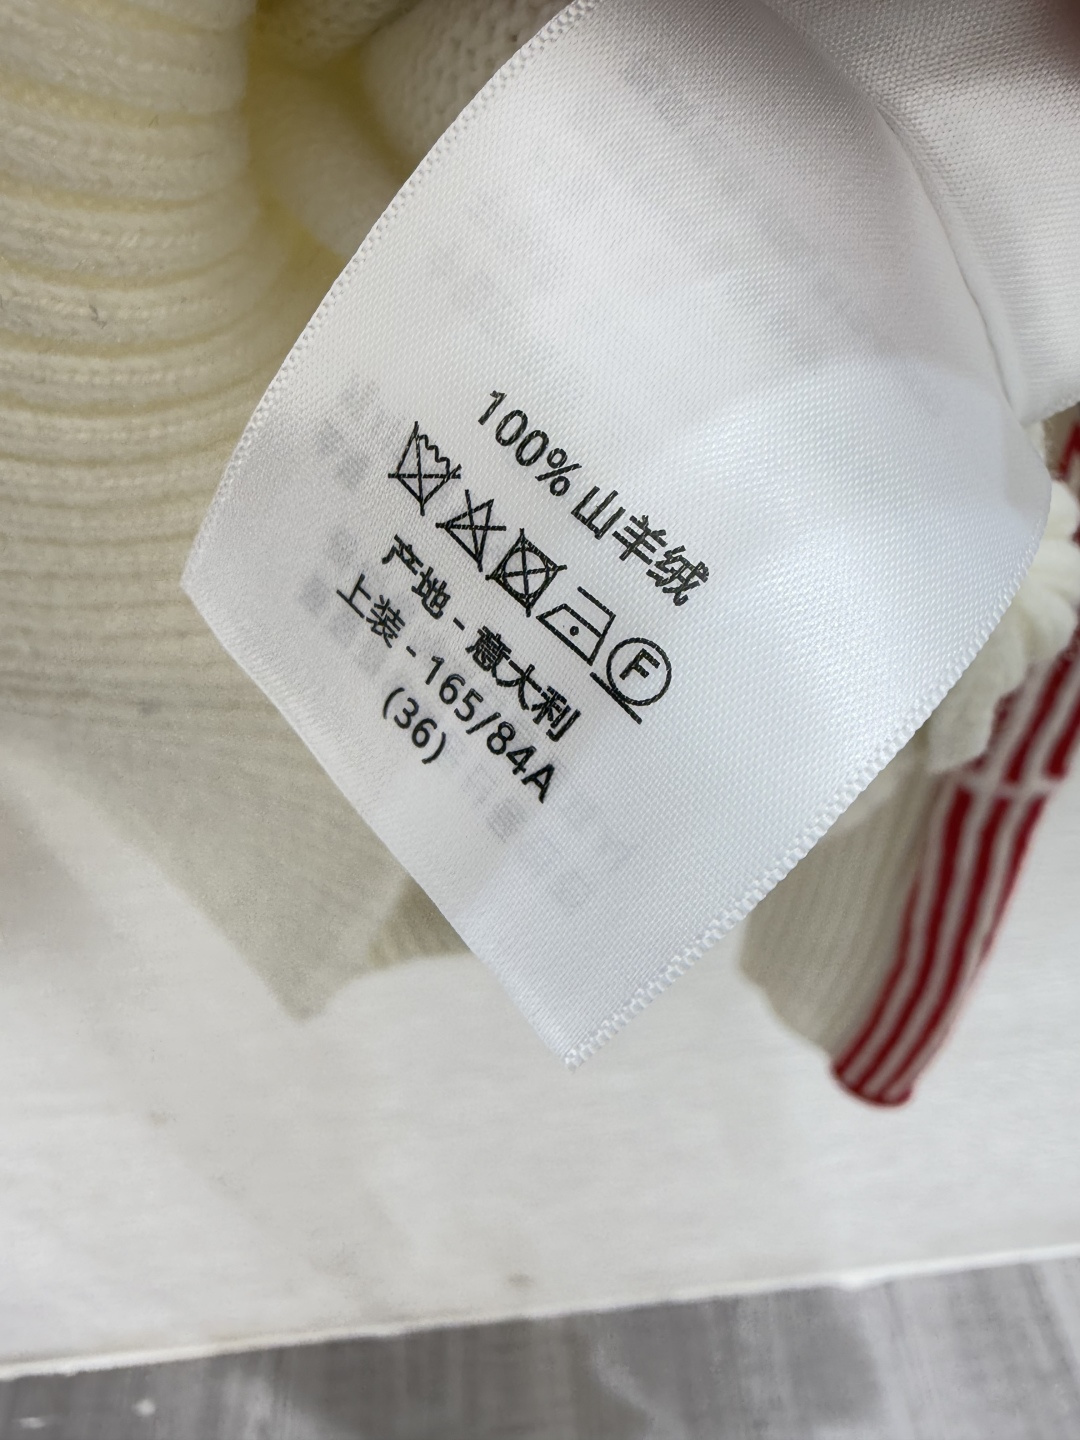 100% 山羊绒
F
产地 - 意大利
上装 - 165/84A
(36)